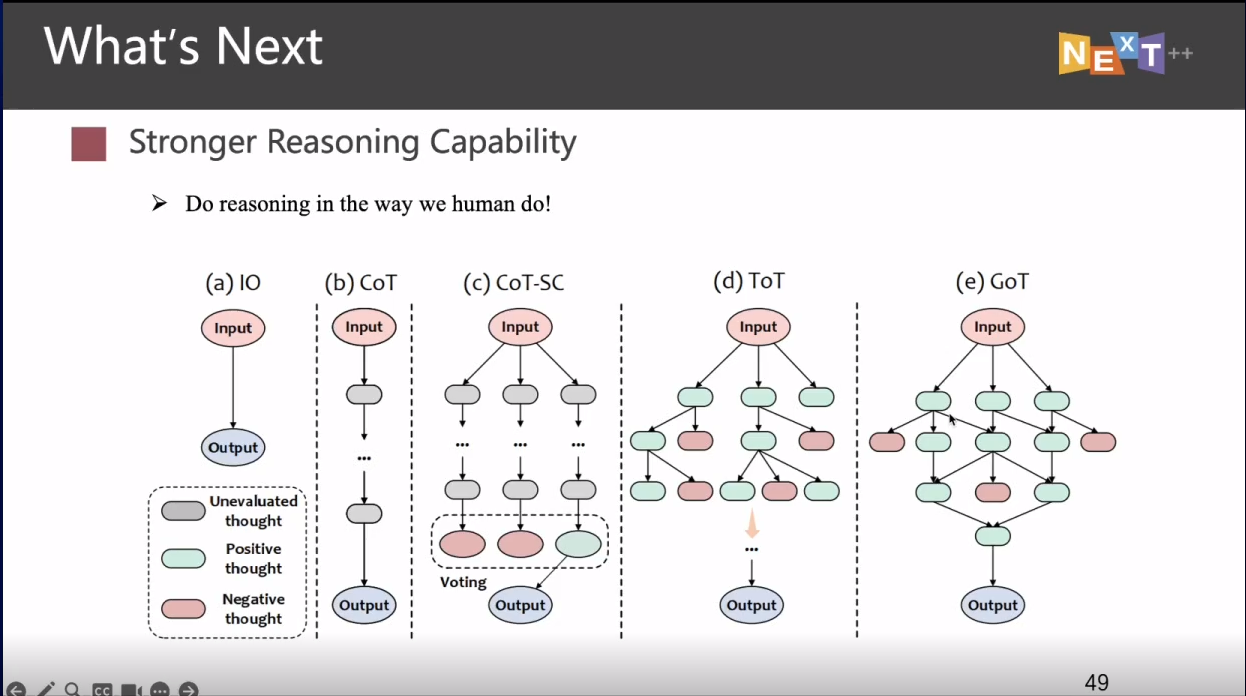 What's Next
NExT++
Stronger Reasoning Capability
➢ Do reasoning in the way we human do!
(a) IO
Input
Output
Unevaluated
thought
Positive
thought
Negative
thought
(b) CoT
Input
...
Output
(c) CoT-SC
Input
... ... ...
Voting
Output
(d) ToT
Input
...
Output
(e) GoT
Input
Output
CC
49